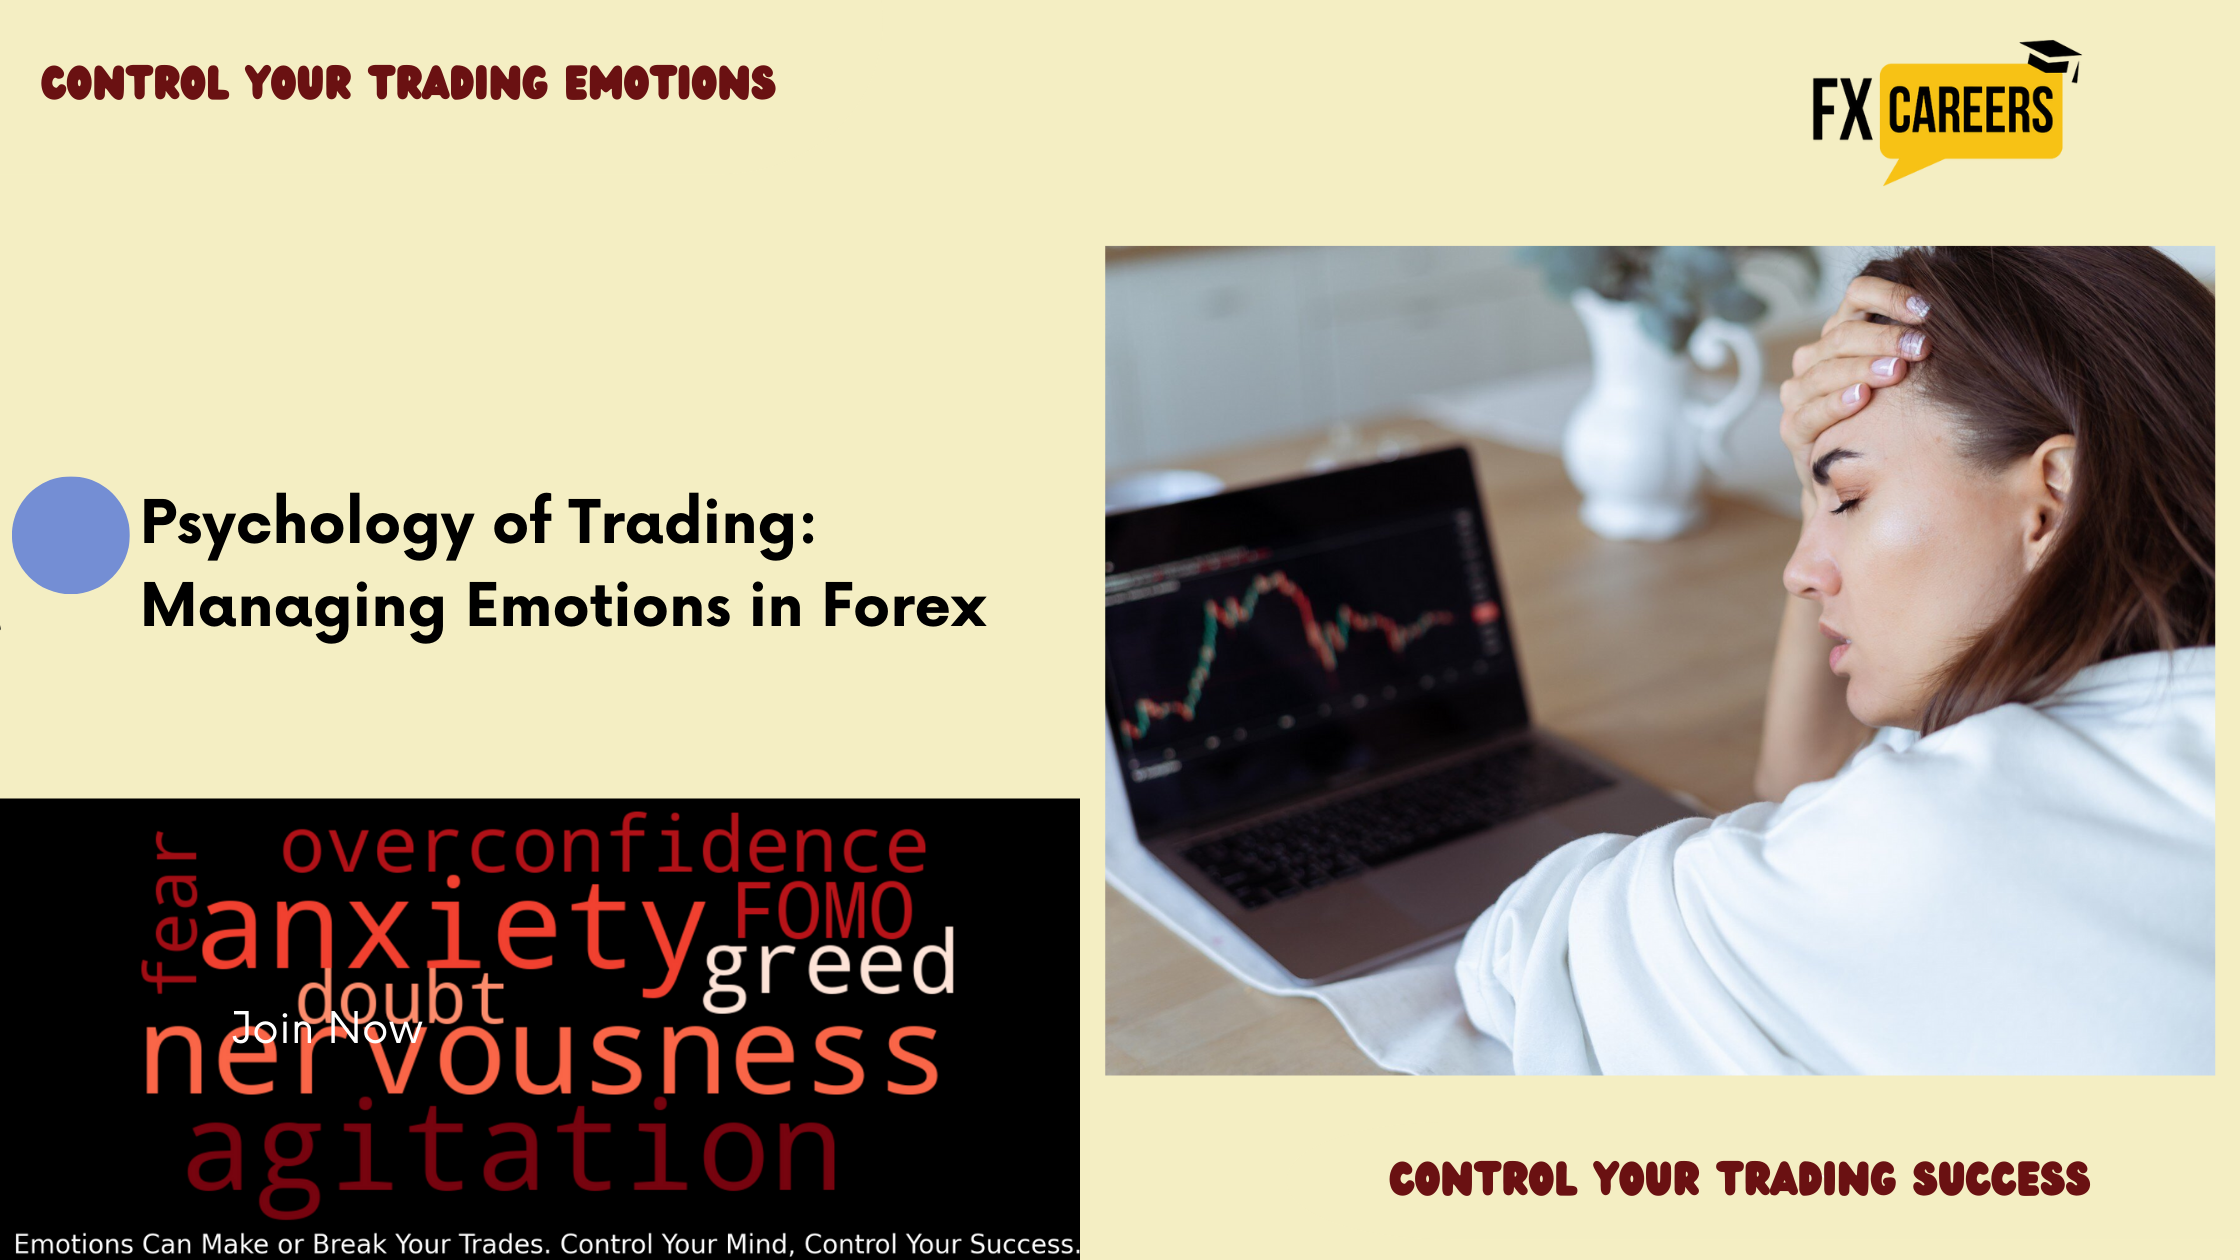 CONTROL YOUR TRADING EMOTIONS
FX CAREERS
Psychology of Trading:
Managing Emotions in Forex
overconfidence
fear
anxiety
FOMO
greed
doubt
Join Now
nervousness
agitation
Emotions Can Make or Break Your Trades. Control Your Mind, Control Your Success.
CONTROL YOUR TRADING SUCCESS